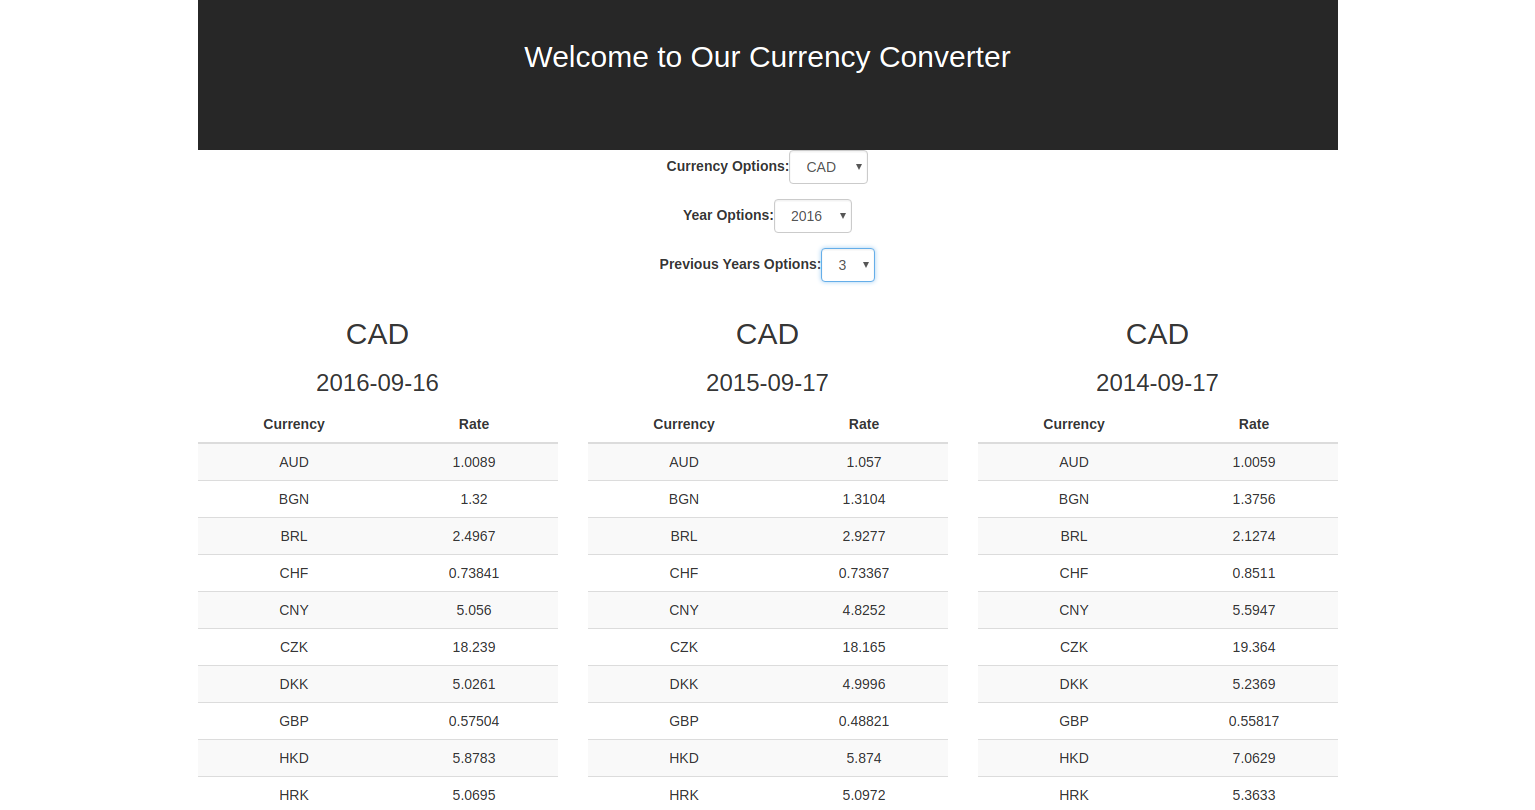 Welcome to Our Currency Converter
Currency Options: CAD
Year Options: 2016
Previous Years Options: 3
CAD CAD CAD
2016-09-16 2015-09-17 2014-09-17
Currency Rate Currency Rate Currency Rate
AUD 1.0089 AUD 1.057 AUD 1.0059
BGN 1.32 BGN 1.3104 BGN 1.3756
BRL 2.4967 BRL 2.9277 BRL 2.1274
CHF 0.73841 CHF 0.73367 CHF 0.8511
CNY 5.056 CNY 4.8252 CNY 5.5947
CZK 18.239 CZK 18.165 CZK 19.364
DKK 5.0261 DKK 4.9996 DKK 5.2369
GBP 0.57504 GBP 0.48821 GBP 0.55817
HKD 5.8783 HKD 5.874 HKD 7.0629
HRK 5.0695 HRK 5.0972 HRK 5.3633